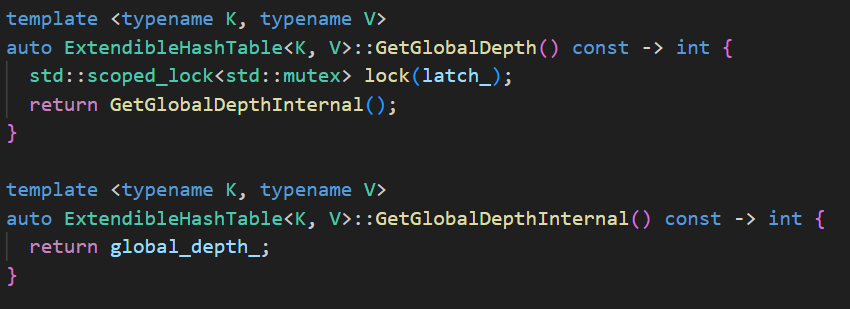 template <typename K, typename V>
auto ExtendibleHashTable<K, V>::GetGlobalDepth() const -> int {
  std::scoped_lock<std::mutex> lock(latch_);
  return GetGlobalDepthInternal();
}

template <typename K, typename V>
auto ExtendibleHashTable<K, V>::GetGlobalDepthInternal() const -> int {
  return global_depth_;
}